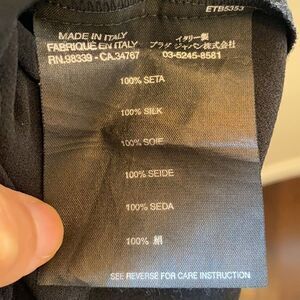 ETB5353
MADE IN ITALY
FABRIQUE EN ITALY
RN.98339 - CA.34767
イタリー製
プラダ ジャパン株式会社
03-5245-8581
100% SETA
100% SILK
100% SOIE
100% SEIDE
100% SEDA
100% 絹
SEE REVERSE FOR CARE INSTRUCTION